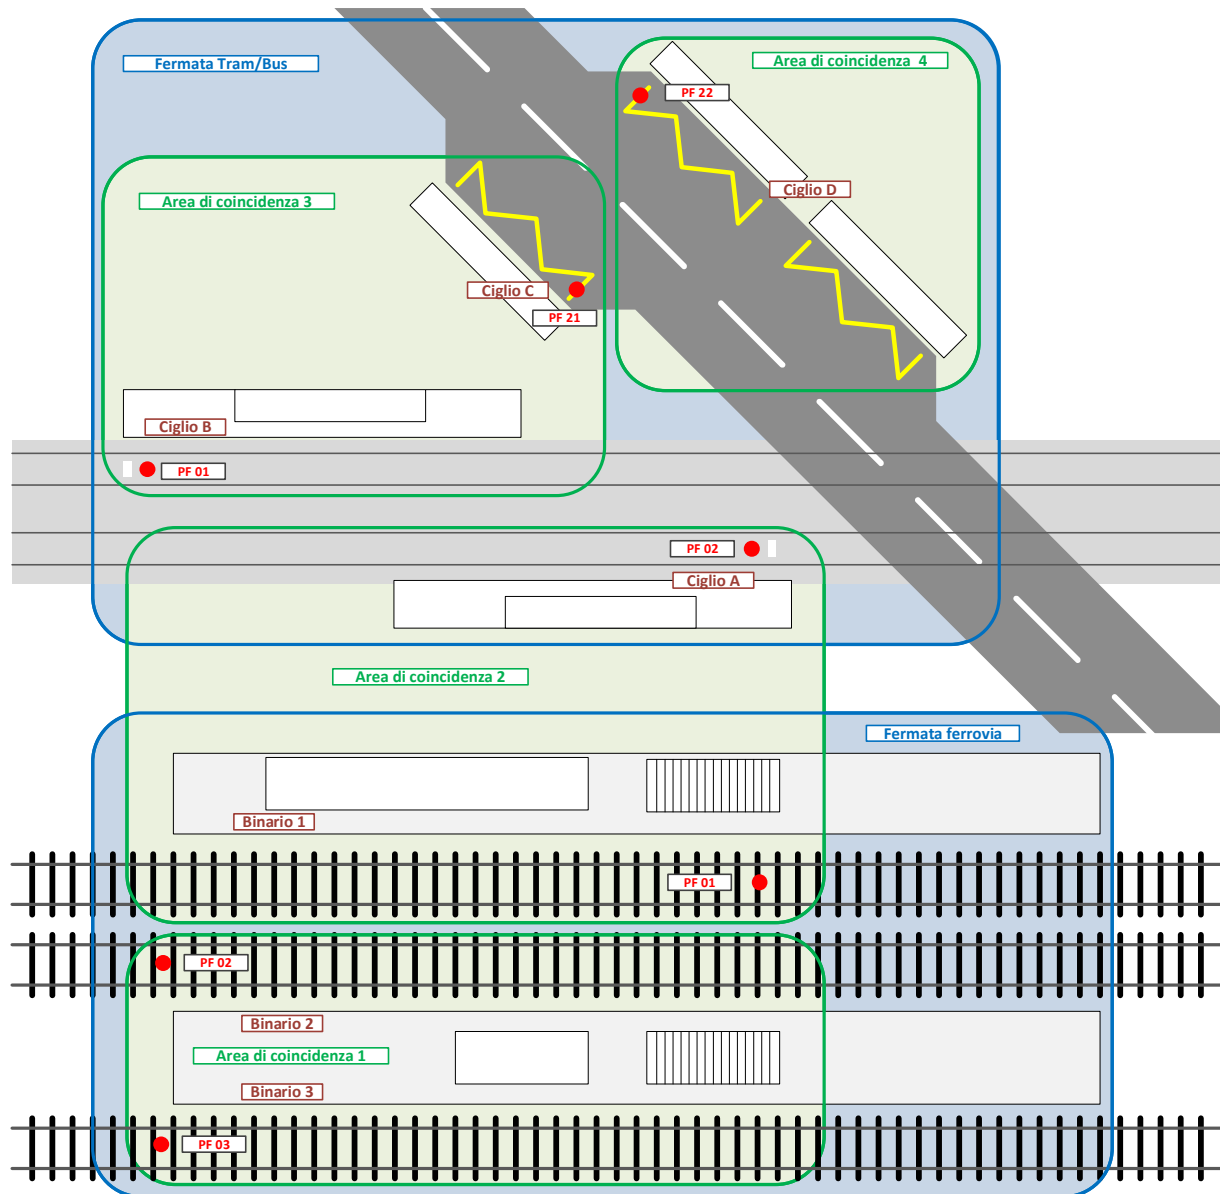 Fermata Tram/Bus
Area di coincidenza  4
PF 22
Ciglio D
Area di coincidenza 3
Ciglio C
PF 21
Ciglio B
PF 01
PF 02
Ciglio A
Area di coincidenza 2
Fermata ferrovia
Binario 1
PF 01
PF 02
Binario 2
Area di coincidenza 1
Binario 3
PF 03